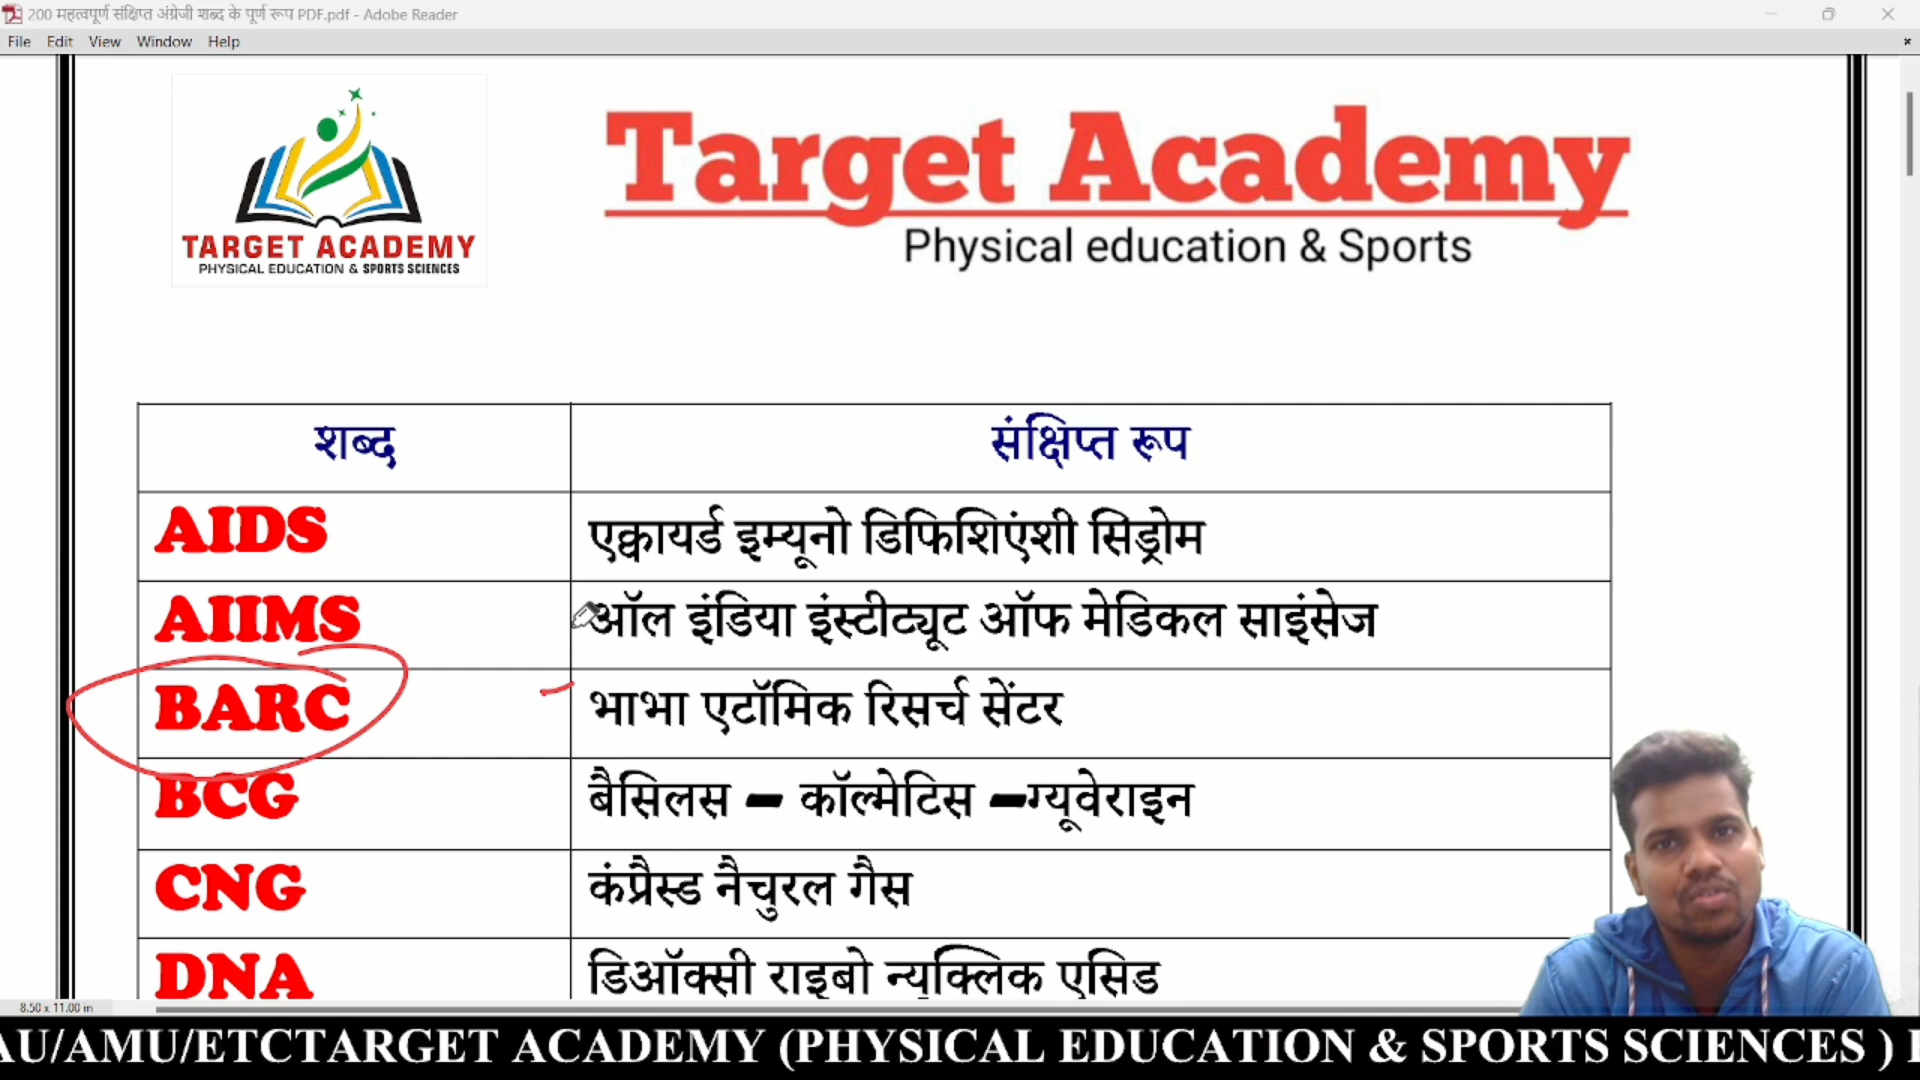 200 महत्वपूर्ण संक्षिप्त अंग्रेजी शब्द के पूर्ण रूप PDF.pdf - Adobe Reader
File Edit View Window Help
TARGET ACADEMY
PHYSICAL EDUCATION & SPORTS SCIENCES
Target Academy
Physical education & Sports
शब्द संक्षिप्त रूप
AIDS एक्वायर्ड इम्यूनो डिफिशिएंशी सिड्रोम
AIIMS ऑल इंडिया इंस्टीट्यूट ऑफ मेडिकल साइंसेज
BARC भाभा एटॉमिक रिसर्च सेंटर
BCG बैसिलस – कॉल्मेटिस –ग्यूवेराइन
CNG कंप्रैस्ड नैचुरल गैस
DNA डिऑक्सी राइबो न्यूक्लिक एसिड
8.50 x 11.00 in
AU/AMU/ETCTARGET ACADEMY (PHYSICAL EDUCATION & SPORTS SCIENCES )